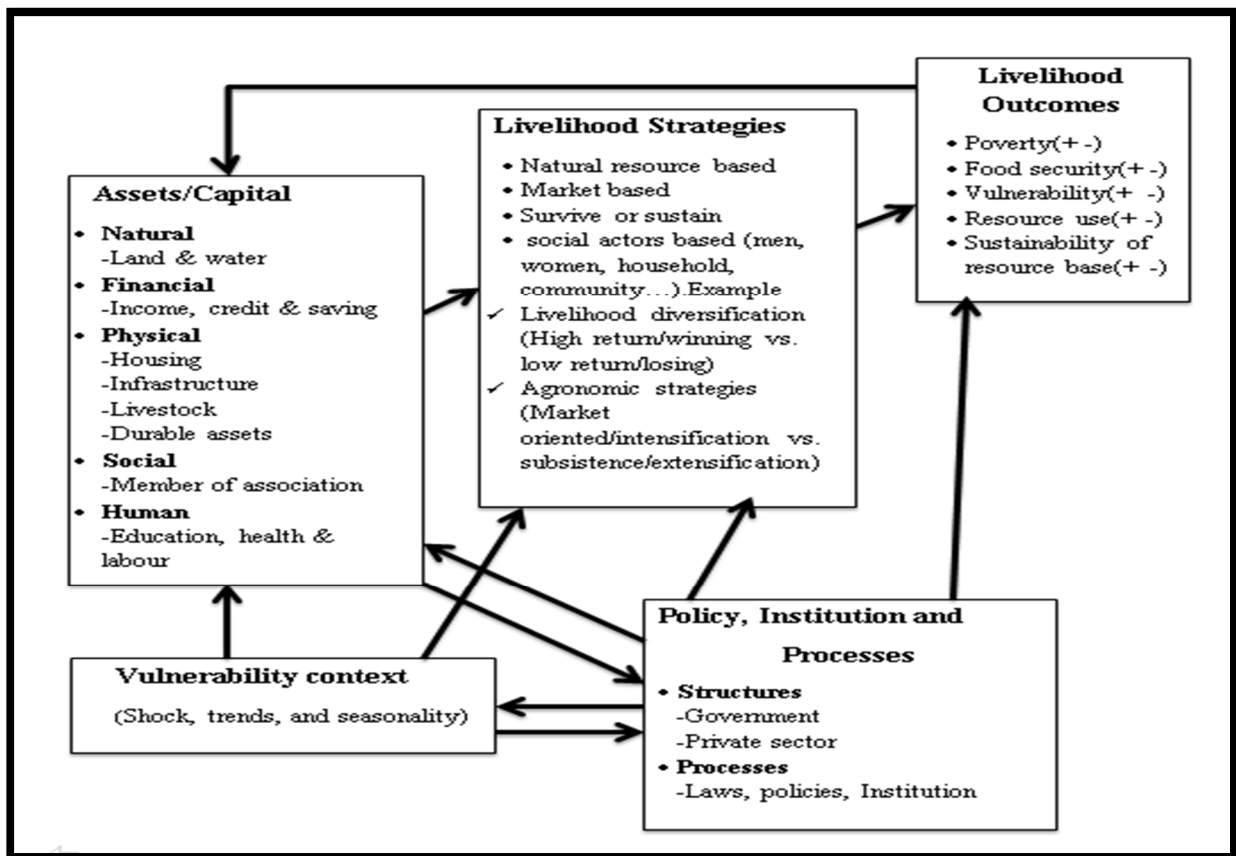 Assets/Capital
• Natural
-Land & water
• Financial
-Income, credit & saving
• Physical
-Housing
-Infrastructure
-Livestock
-Durable assets
• Social
-Member of association
• Human
-Education, health &
labour
Livelihood Strategies
• Natural resource based
• Market based
• Survive or sustain
• social actors based (men,
women, household,
community...).Example
✓ Livelihood diversification
(High return/winning vs.
low return/losing)
✓ Agronomic strategies
(Market
oriented/intensification vs.
subsistence/extensification)
Livelihood
Outcomes
• Poverty(+ -)
• Food security(+ -)
• Vulnerability(+ -)
• Resource use(+ -)
• Sustainability of
resource base(+ -)
Vulnerability context
(Shock, trends, and seasonality)
Policy, Institution and
Processes
• Structures
-Government
-Private sector
• Processes
-Laws, policies, Institution